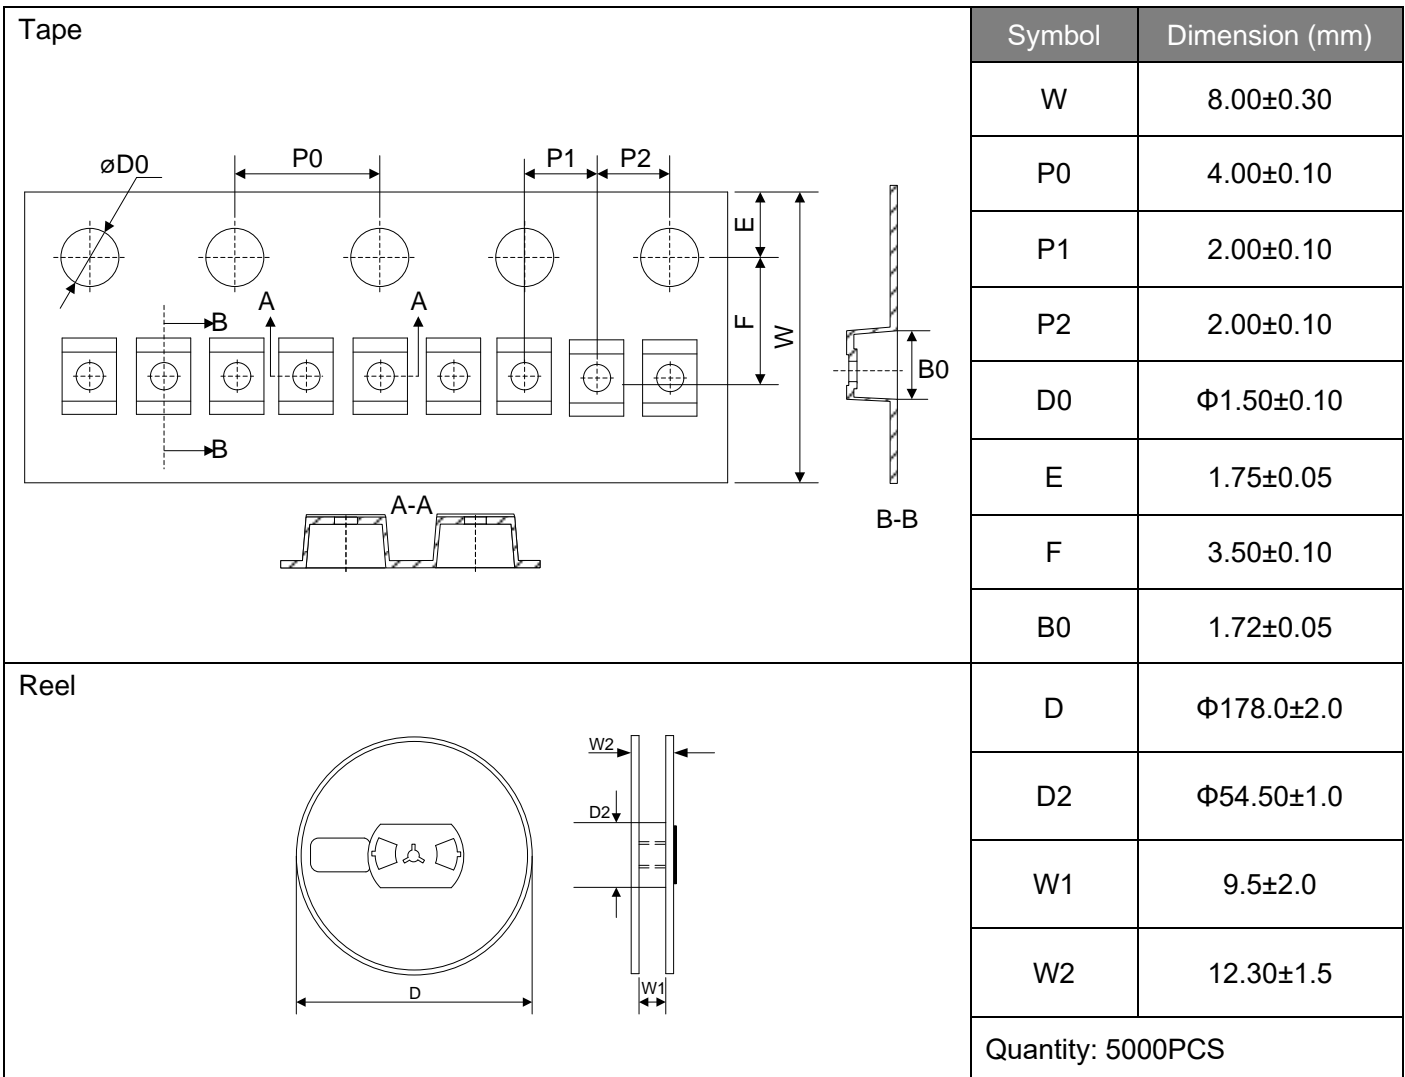 Tape
øD0
P0
P1
P2
E
F
W
A
A
B
B
A-A
B0
B-B
Reel
W2
D2
W1
D
Symbol Dimension (mm)
W 8.00±0.30
P0 4.00±0.10
P1 2.00±0.10
P2 2.00±0.10
D0 Φ1.50±0.10
E 1.75±0.05
F 3.50±0.10
B0 1.72±0.05
D Φ178.0±2.0
D2 Φ54.50±1.0
W1 9.5±2.0
W2 12.30±1.5
Quantity: 5000PCS